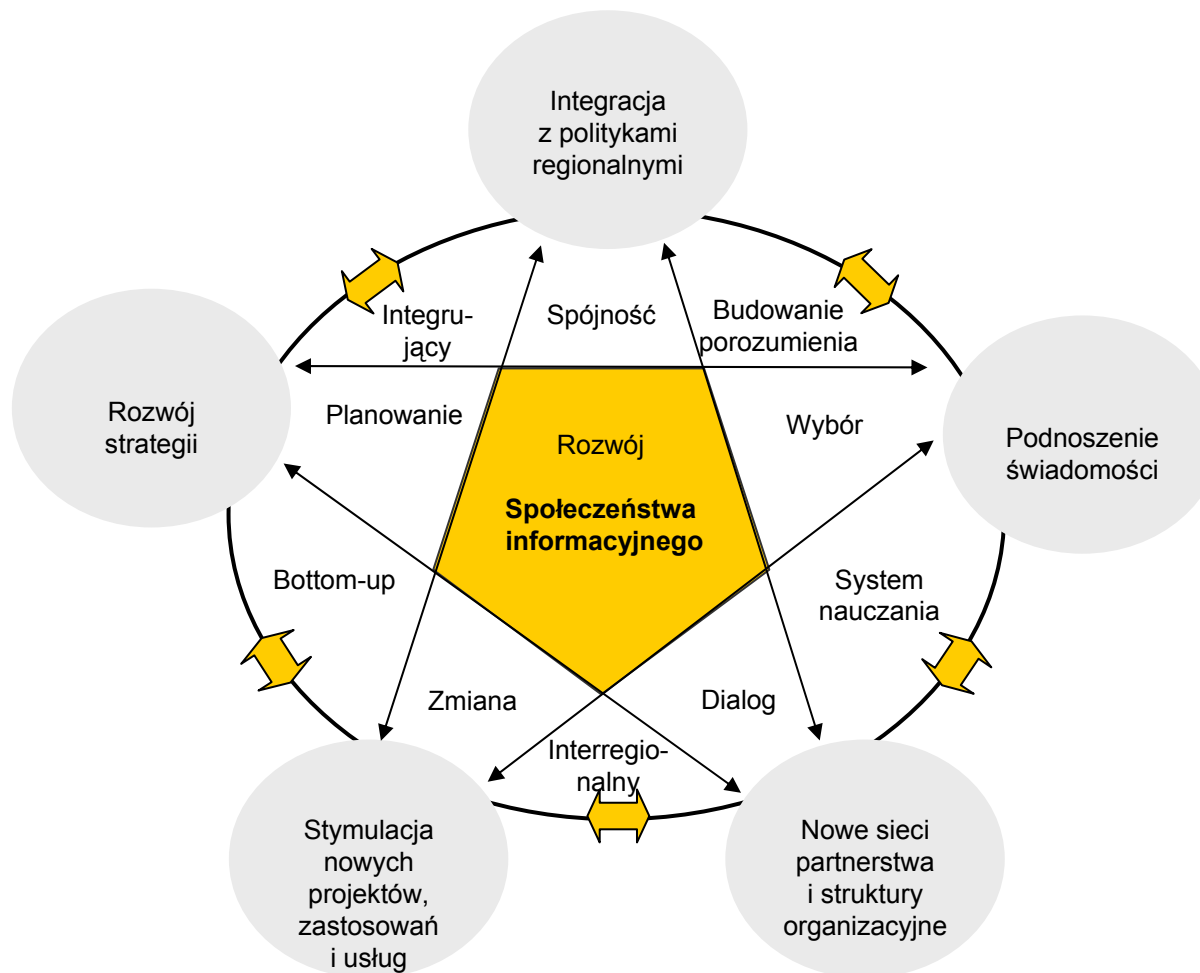 Integracja
z politykami
regionalnymi
Integru-
jący
Spójność
Budowanie
porozumienia
Rozwój
strategii
Planowanie
Rozwój
Społeczeństwa
informacyjnego
Wybór
Podnoszenie
świadomości
Bottom-up
System
nauczania
Zmiana
Dialog
Interregio-
nalny
Stymulacja
nowych
projektów,
zastosowań
i usług
Nowe sieci
partnerstwa
i struktury
organizacyjne